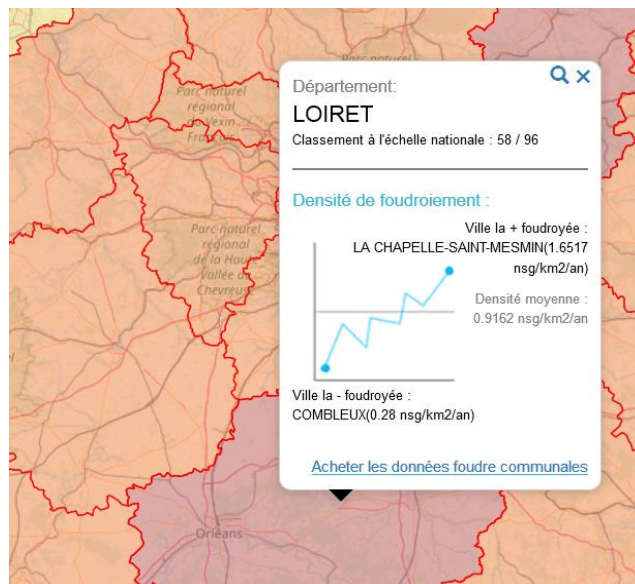 Parc naturel
Département:
LOIRET
Classement à l'échelle nationale : 58 / 96
Parc naturel
régional
du Vexin
Français
Densité de foudroiement :
Ville la + foudroyée :
LA CHAPELLE-SAINT-MESMIN(1.6517
nsg/km2/an)
Parc naturel
régional
de la Haute
Vallée de
Chevreuse
Densité moyenne :
0.9162 nsg/km2/an
Ville la - foudroyée :
COMBLEUX(0.28 nsg/km2/an)
Acheter les données foudre communales
Orléans